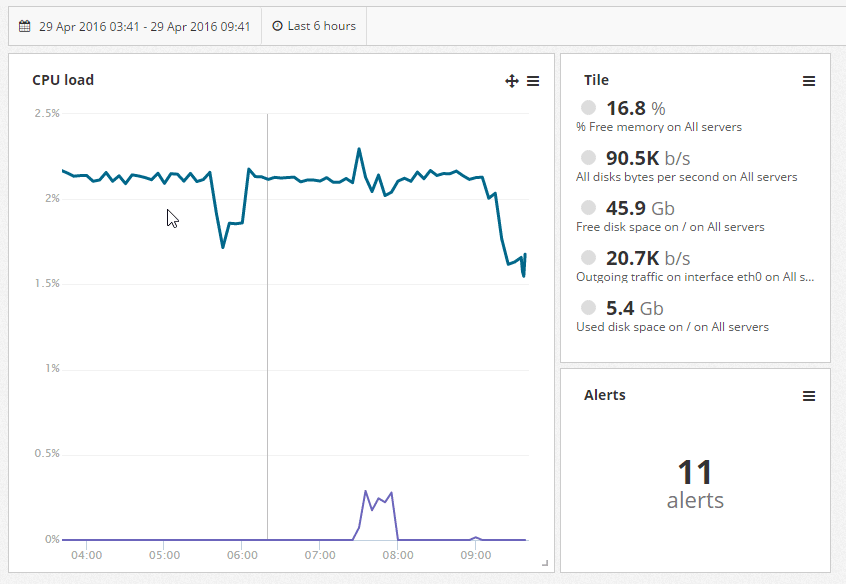 29 Apr 2016 03:41 - 29 Apr 2016 09:41
Last 6 hours
CPU load
2.5%
2%
1.5%
1%
0.5%
0%
04:00 05:00 06:00 07:00 08:00 09:00
Tile
16.8 %
% Free memory on All servers
90.5K b/s
All disks bytes per second on All servers
45.9 Gb
Free disk space on / on All servers
20.7K b/s
Outgoing traffic on interface eth0 on All s...
5.4 Gb
Used disk space on / on All servers
Alerts
11
alerts